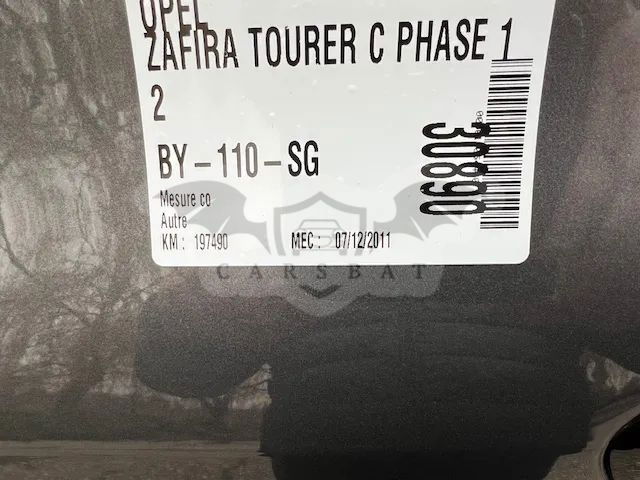 OPEL
ZAFIRA TOURER C PHASE 1
2
BY-110-SG
Mesure co
Autre
KM : 197490 MEC : 07/12/2011
30890
CARSBAT